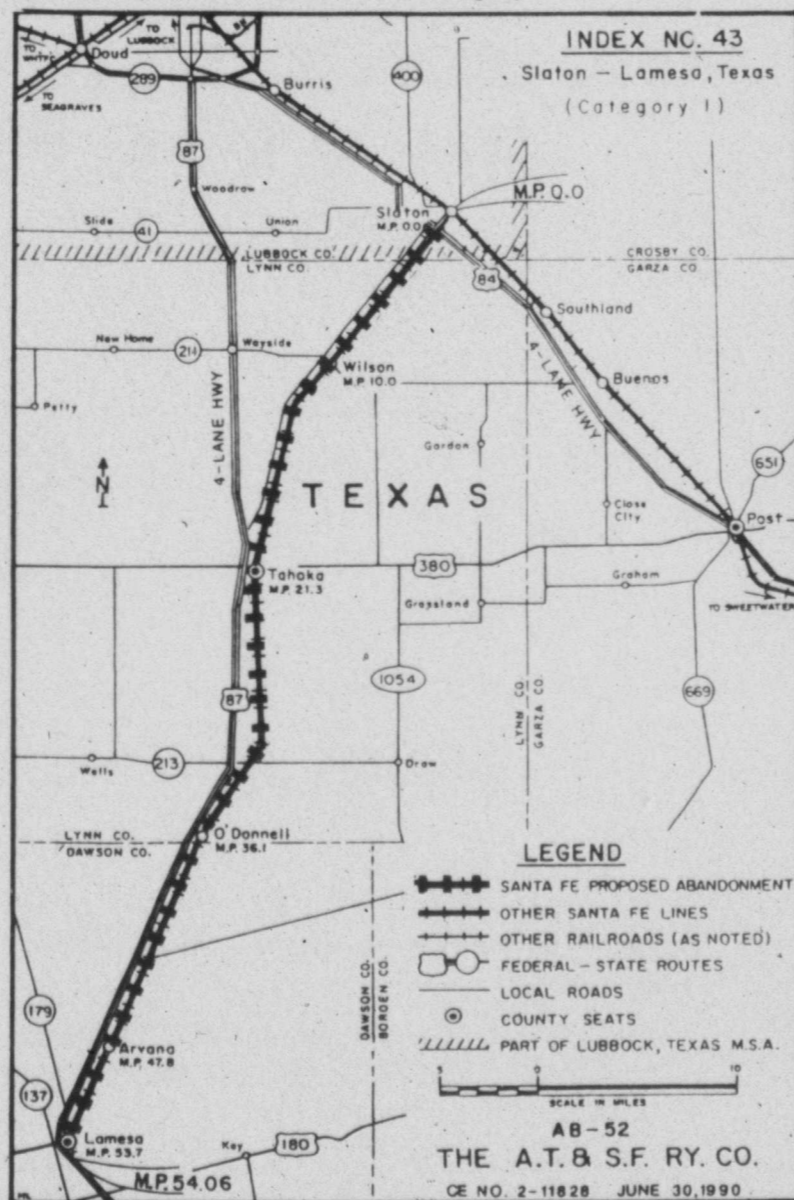 INDEX NO. 43
Slaton - Lamesa, Texas
(Category I)
TO LUBBOCK
TO WHTFC
Doud
TO SEAGRAVES
289
Burris
400
87
Woodrow
Slide
41
Union
Slaton
M.P. 0.0
M.P. 0.0
LUBBOCK CO.
LYNN CO.
CROSBY CO.
GARZA CO.
84
Southland
New Home
211
Wayside
Wilson
M.P. 10.0
Buenos
4-LANE HWY
4-LANE HWY
Petty
Gordon
651
N
TEXAS
Close City
Post
Tahoka
M.P. 21.3
380
Grassland
Graham
TO SWEETWATER
1054
87
669
LYNN CO.
GARZA CO.
Wells
213
Draw
LYNN CO.
DAWSON CO.
O'Donnell
M.P. 36.1
LEGEND
SANTA FE PROPOSED ABANDONMENT
OTHER SANTA FE LINES
OTHER RAILROADS (AS NOTED)
FEDERAL - STATE ROUTES
LOCAL ROADS
COUNTY SEATS
PART OF LUBBOCK, TEXAS M.S.A.
DAWSON CO.
BORDEN CO.
179
Arvana
M.P. 47.8
137
5 0 10
SCALE IN MILES
Lamesa
M.P. 53.7
Key
180
M.P. 54.06
AB-52
THE A.T. & S.F. RY. CO.
CE NO. 2-11828 JUNE 30, 1990